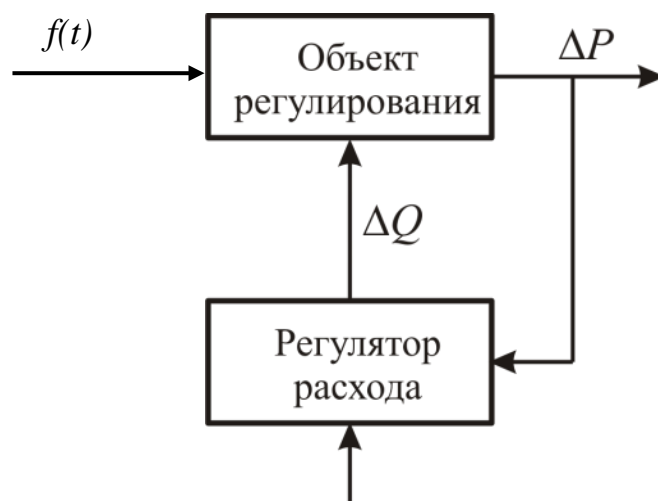 f(t)
Объект
регулирования
ΔP
ΔQ
Регулятор
расхода